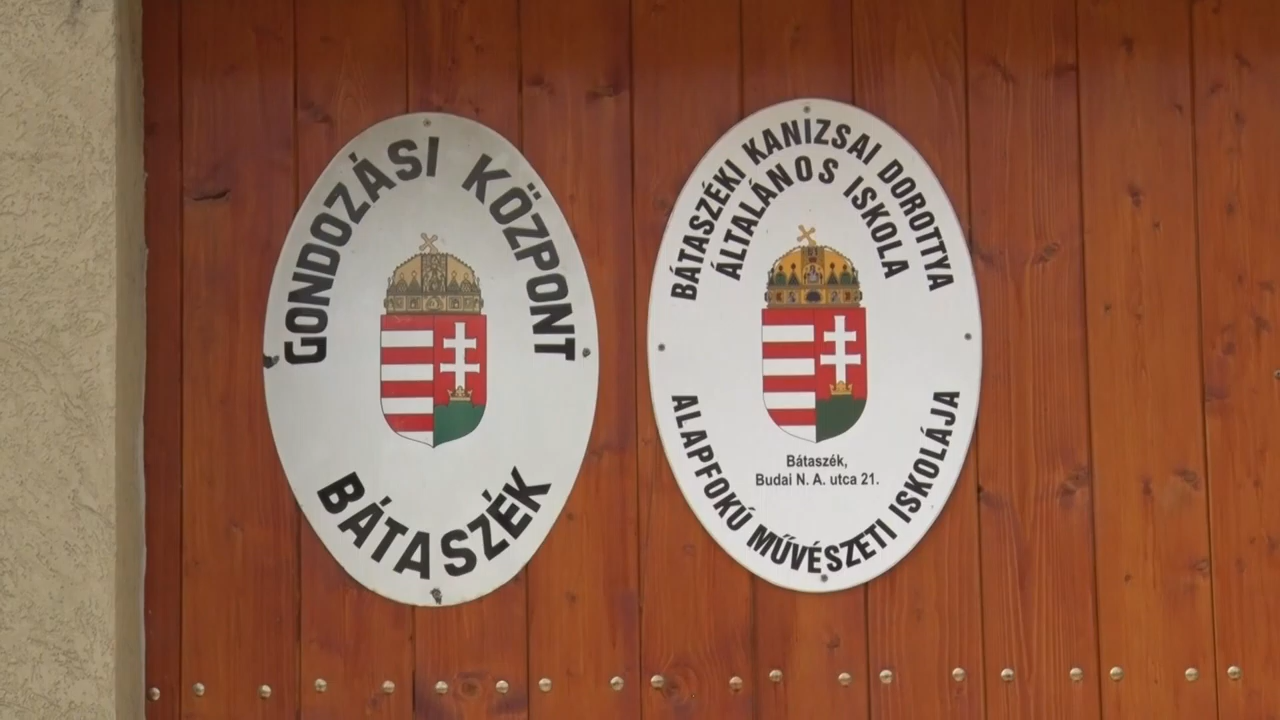 GONDOZÁSI KÖZPONT
BÁTASZÉK
BÁTASZÉKI KANIZSAI DOROTTYA
ÁLTALÁNOS ISKOLA
Bátaszék,
Budai N. A. utca 21.
ALAPFOKÚ MŰVÉSZETI ISKOLÁJA